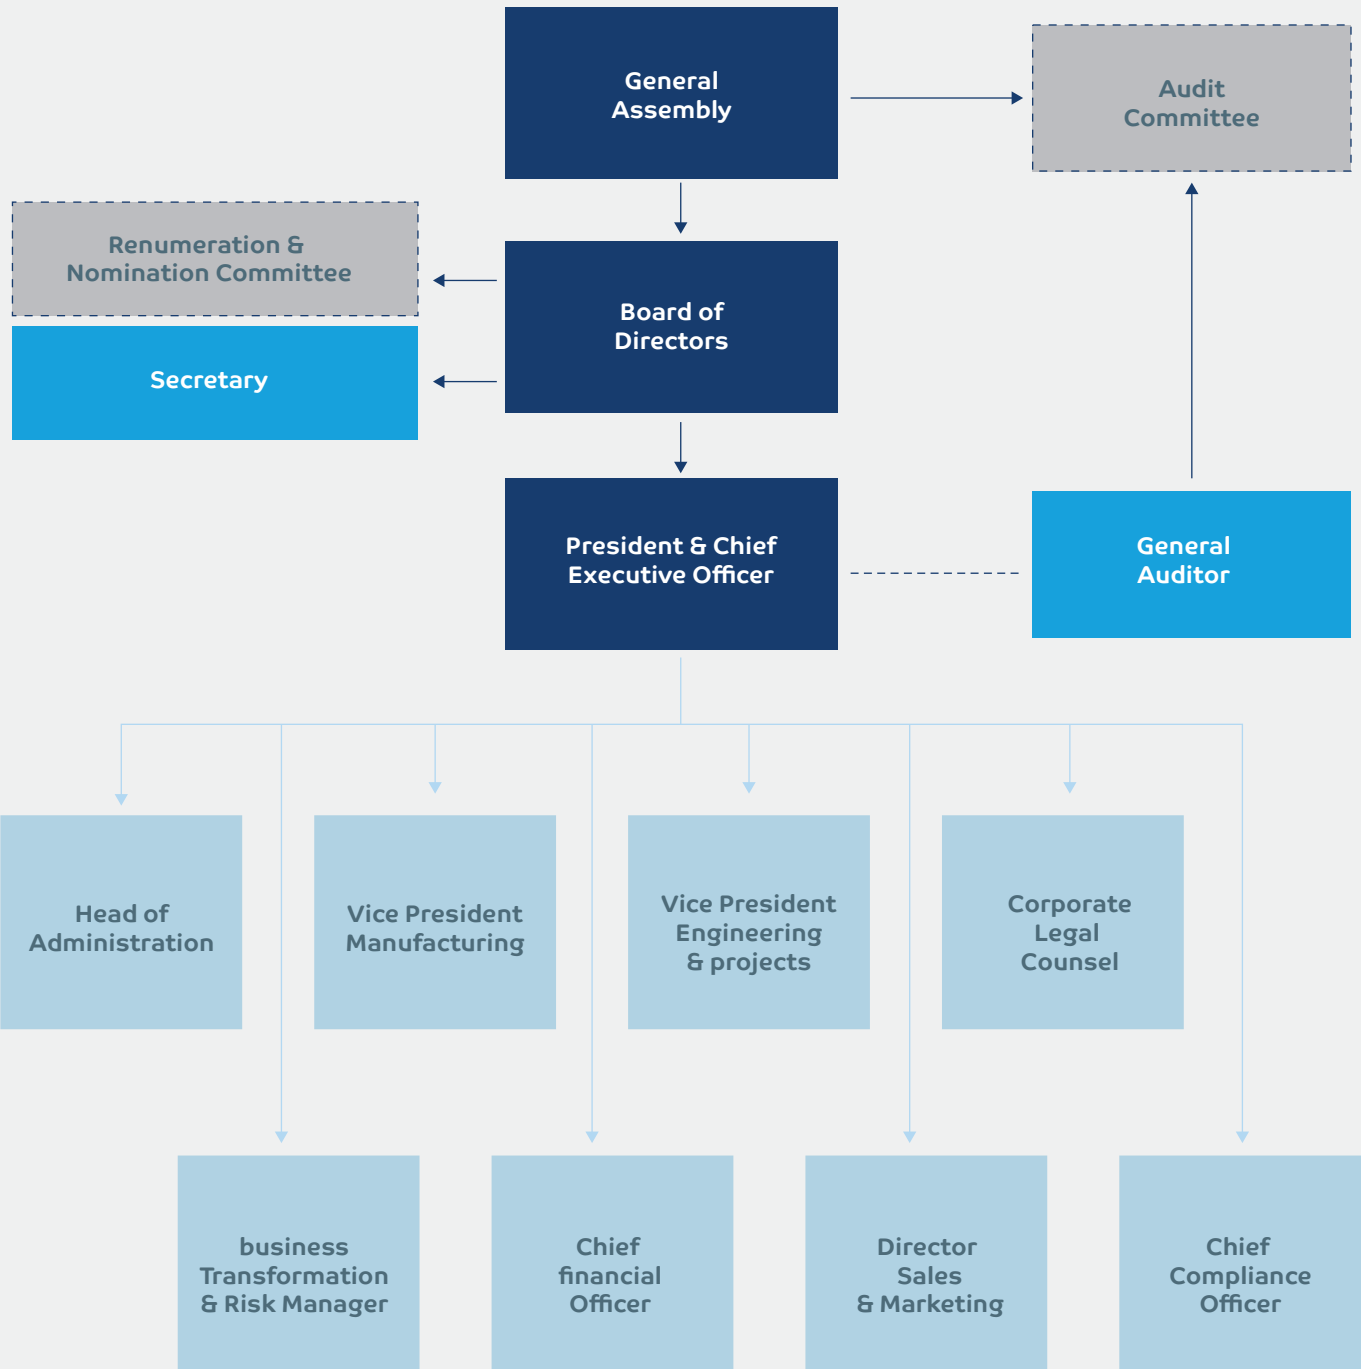 General
Assembly
Audit
Committee
Renumeration &
Nomination Committee
Board of
Directors
Secretary
President & Chief
Executive Officer
General
Auditor
Head of
Administration
Vice President
Manufacturing
Vice President
Engineering
& projects
Corporate
Legal
Counsel
business
Transformation
& Risk Manager
Chief
financial
Officer
Director
Sales
& Marketing
Chief
Compliance
Officer